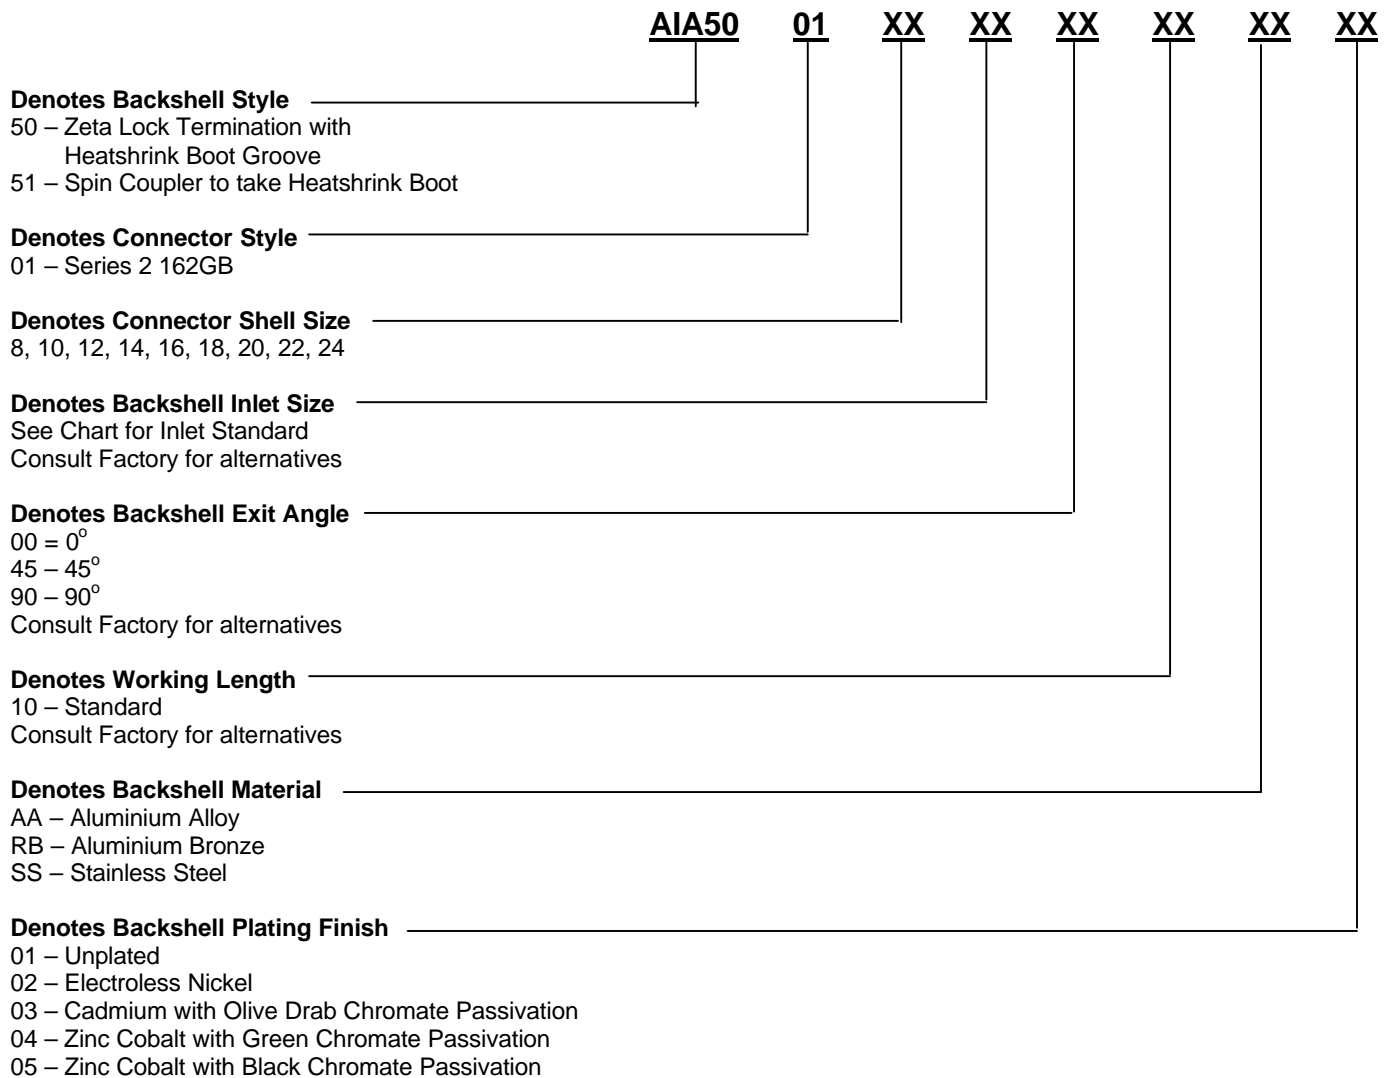 AIA50 01 XX XX XX XX XX XX
Denotes Backshell Style
50 – Zeta Lock Termination with
Heatshrink Boot Groove
51 – Spin Coupler to take Heatshrink Boot
Denotes Connector Style
01 – Series 2 162GB
Denotes Connector Shell Size
8, 10, 12, 14, 16, 18, 20, 22, 24
Denotes Backshell Inlet Size
See Chart for Inlet Standard
Consult Factory for alternatives
Denotes Backshell Exit Angle
00 = 0°
45 – 45°
90 – 90°
Consult Factory for alternatives
Denotes Working Length
10 – Standard
Consult Factory for alternatives
Denotes Backshell Material
AA – Aluminium Alloy
RB – Aluminium Bronze
SS – Stainless Steel
Denotes Backshell Plating Finish
01 – Unplated
02 – Electroless Nickel
03 – Cadmium with Olive Drab Chromate Passivation
04 – Zinc Cobalt with Green Chromate Passivation
05 – Zinc Cobalt with Black Chromate Passivation